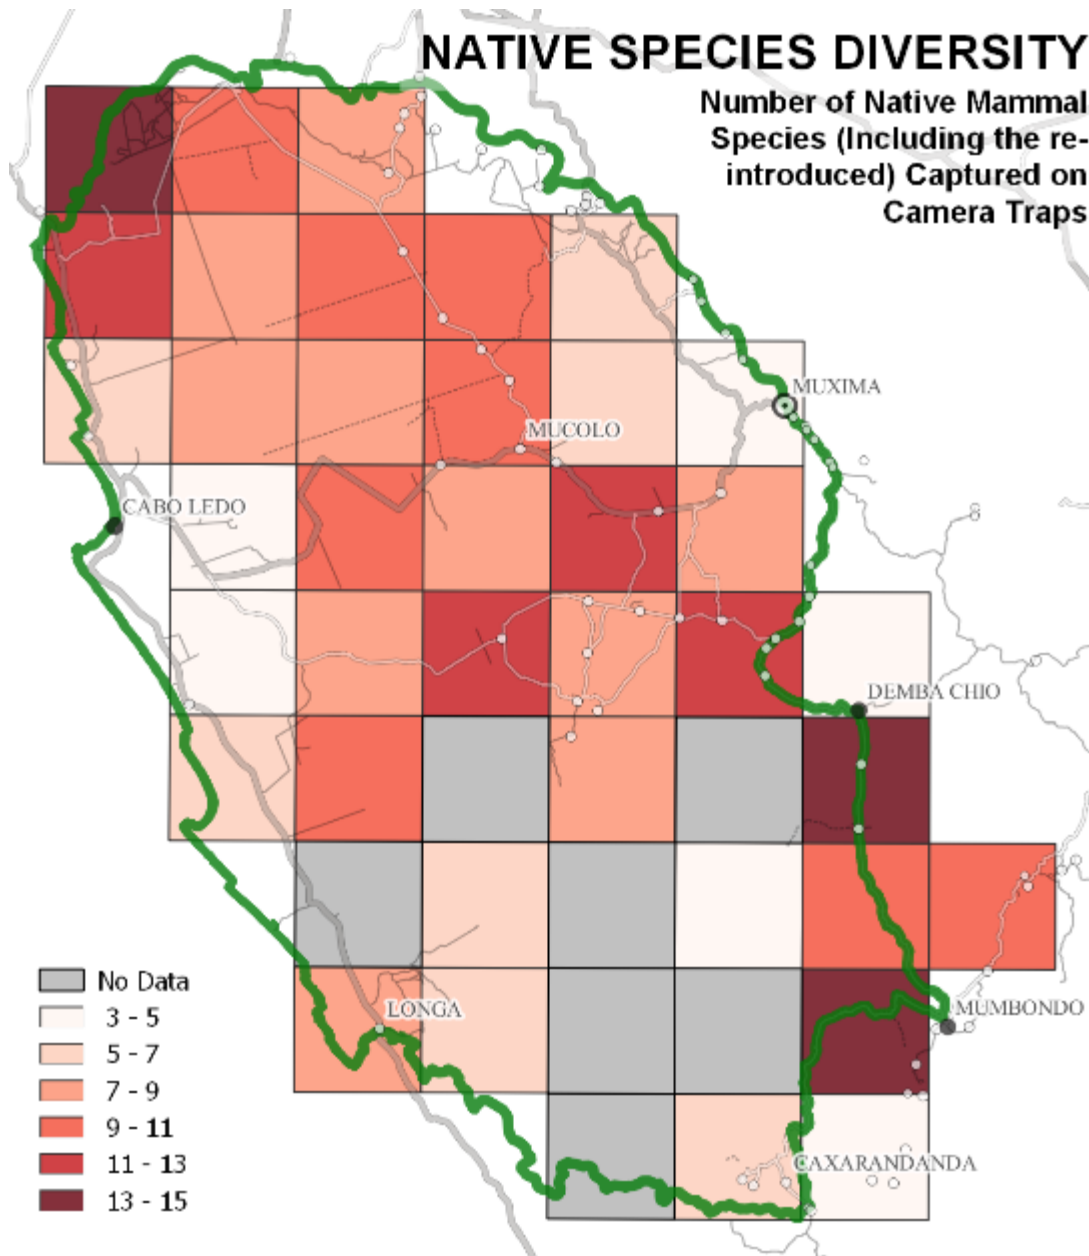 NATIVE SPECIES DIVERSITY
Number of Native Mammal
Species (Including the re-
introduced) Captured on
Camera Traps
MUXIMA
MUCOLO
CABO LEDO
DEMBA CHIO
LONGA
MUMBONDO
CAXARANDANDA
No Data
3 - 5
5 - 7
7 - 9
9 - 11
11 - 13
13 - 15